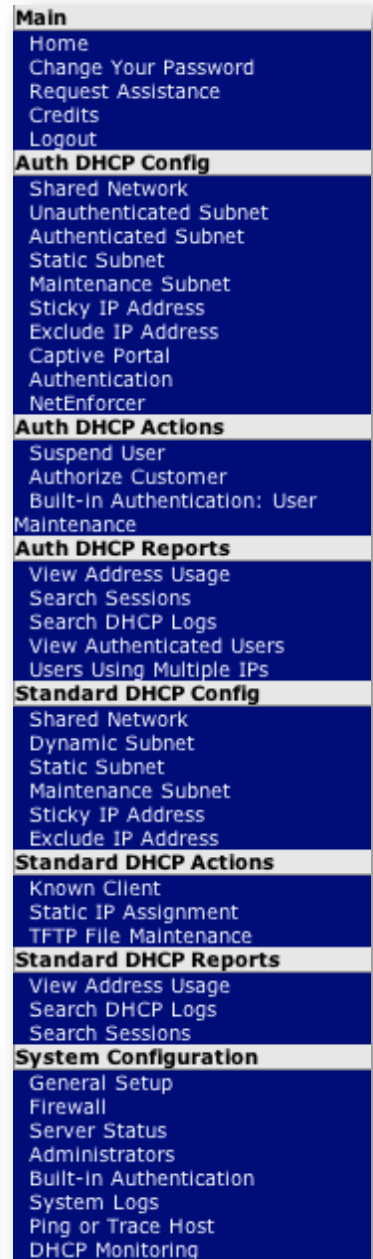 Main
Home
Change Your Password
Request Assistance
Credits
Logout
Auth DHCP Config
Shared Network
Unauthenticated Subnet
Authenticated Subnet
Static Subnet
Maintenance Subnet
Sticky IP Address
Exclude IP Address
Captive Portal
Authentication
NetEnforcer
Auth DHCP Actions
Suspend User
Authorize Customer
Built-in Authentication: User
Maintenance
Auth DHCP Reports
View Address Usage
Search Sessions
Search DHCP Logs
View Authenticated Users
Users Using Multiple IPs
Standard DHCP Config
Shared Network
Dynamic Subnet
Static Subnet
Maintenance Subnet
Sticky IP Address
Exclude IP Address
Standard DHCP Actions
Known Client
Static IP Assignment
TFTP File Maintenance
Standard DHCP Reports
View Address Usage
Search DHCP Logs
Search Sessions
System Configuration
General Setup
Firewall
Server Status
Administrators
Built-in Authentication
System Logs
Ping or Trace Host
DHCP Monitoring